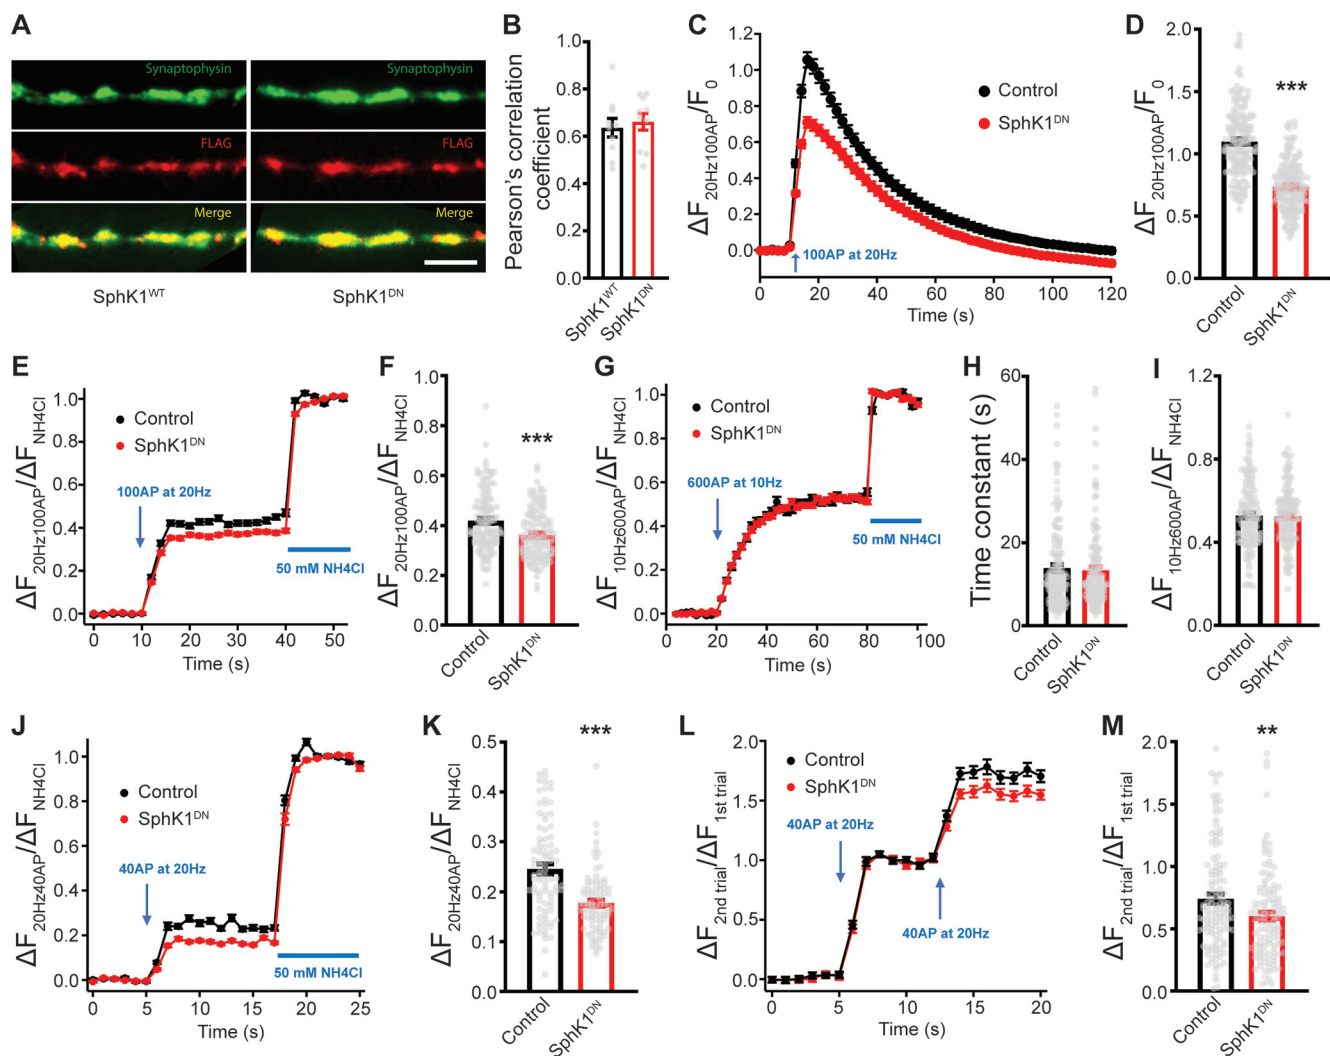 A
Synaptophysin
Synaptophysin
FLAG
FLAG
Merge
Merge
SphK1WT
SphK1DN
B
Pearson's correlation
coefficient
1.0
0.8
0.6
0.4
0.2
0.0
SphK1WT
SphK1DN
C
ΔF20Hz100AP/F0
1.2
1.0
0.8
0.6
0.4
0.2
0.0
Control
SphK1DN
100AP at 20Hz
0 20 40 60 80 100 120
Time (s)
D
ΔF20Hz100AP/F0
2.0
1.5
1.0
0.5
0.0
***
Control
SphK1DN
E
ΔF20Hz100AP/ΔFNH4Cl
1.0
0.8
0.6
0.4
0.2
0.0
Control
SphK1DN
100AP at 20Hz
50 mM NH4Cl
0 10 20 30 40 50
Time (s)
F
ΔF20Hz100AP/ΔFNH4Cl
1.0
0.8
0.6
0.4
0.2
0.0
***
Control
SphK1DN
G
ΔF10Hz600AP/ΔFNH4Cl
1.0
0.5
0.0
Control
SphK1DN
600AP at 10Hz
50 mM NH4Cl
0 20 40 60 80 100
Time (s)
H
Time constant (s)
60
40
20
0
Control
SphK1DN
I
ΔF10Hz600AP/ΔFNH4Cl
1.2
0.8
0.4
0.0
Control
SphK1DN
J
ΔF20Hz40AP/ΔFNH4Cl
1.0
0.8
0.6
0.4
0.2
0.0
Control
SphK1DN
40AP at 20Hz
50 mM NH4Cl
0 5 10 15 20 25
Time (s)
K
ΔF20Hz40AP/ΔFNH4Cl
0.5
0.4
0.3
0.2
0.1
0.0
***
Control
SphK1DN
L
ΔF2nd trial/ΔF1st trial
2.0
1.5
1.0
0.5
0.0
Control
SphK1DN
40AP at 20Hz
40AP at 20Hz
0 5 10 15 20
Time (s)
M
ΔF2nd trial/ΔF1st trial
2.0
1.5
1.0
0.5
0.0
**
Control
SphK1DN